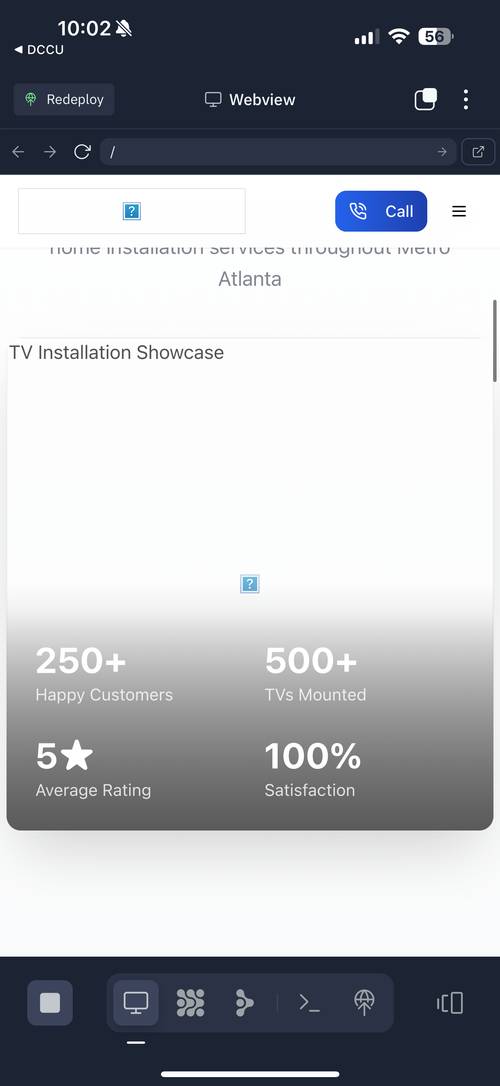 10:02
◀ DCCU
56
Redeploy
Webview
/
Call
home installation services throughout Metro
Atlanta
TV Installation Showcase
250+
Happy Customers
500+
TVs Mounted
5★
Average Rating
100%
Satisfaction